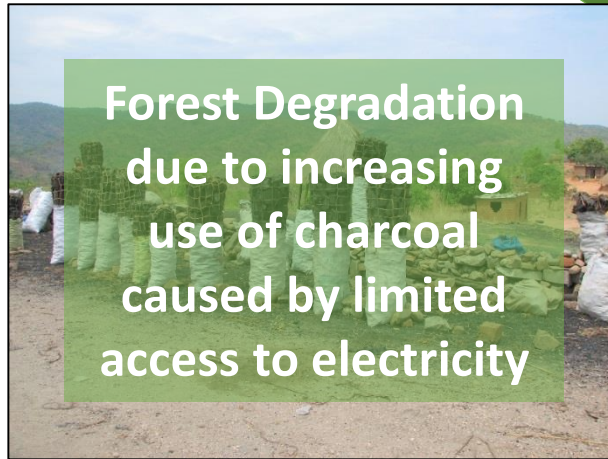 Forest Degradation
due to increasing
use of charcoal
caused by limited
access to electricity